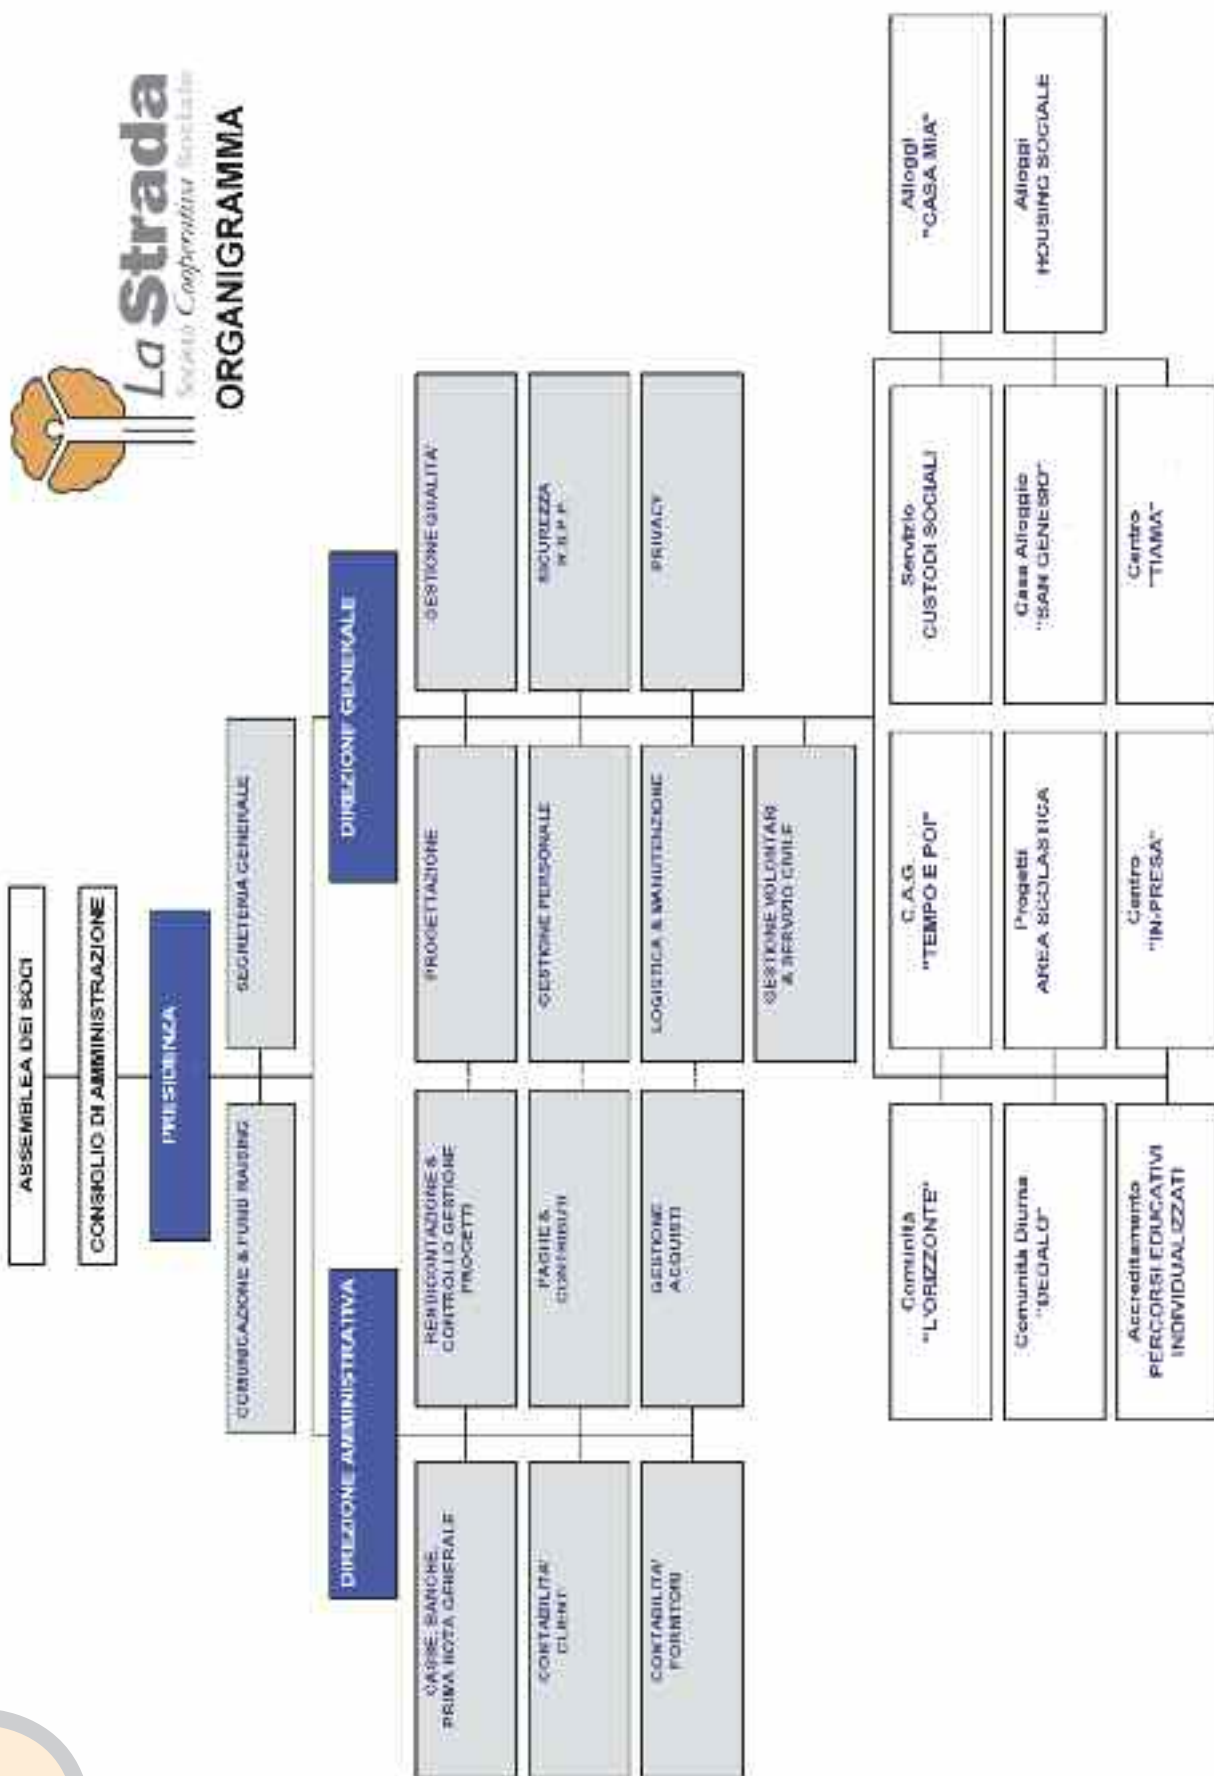 La Strada
Società Cooperativa Sociale
ORGANIGRAMMA
ASSEMBLEA DEI SOCI
CONSIGLIO DI AMMINISTRAZIONE
PRESIDENZA
COMUNICAZIONE & FUND RAISING
SEGRETERIA GENERALE
DIREZIONE AMMINISTRATIVA
DIREZIONE GENERALE
CASSE, BANCHE,
PRIMA NOTA GENERALE
RENDICONTAZIONE &
CONTROLLO GESTIONE
PROGETTI
PROGETTAZIONE
GESTIONE QUALITA'
CONTABILITA'
CLIENTI
PAGHE &
CONTRIBUTI
GESTIONE PERSONALE
SICUREZZA
R.S.P.P.
CONTABILITA'
FORNITORI
GESTIONE
ACQUISTI
LOGISTICA & MANUTENZIONE
PRIVACY
GESTIONE VOLONTARI
& SERVIZIO CIVILE
Comunità
"L'ORIZZONTE"
C.A.G.
"TEMPO E POI"
Servizio
CUSTODI SOCIALI
Alloggi
"CASA MIA"
Comunità Diurna
"DEDALO"
Progetti
AREA SCOLASTICA
Casa Alloggio
"SAN GENESIO"
Alloggi
HOUSING SOCIALE
Accreditamento
PERCORSI EDUCATIVI
INDIVIDUALIZZATI
Centro
"IN-PRESA"
Centro
"TIAMA"